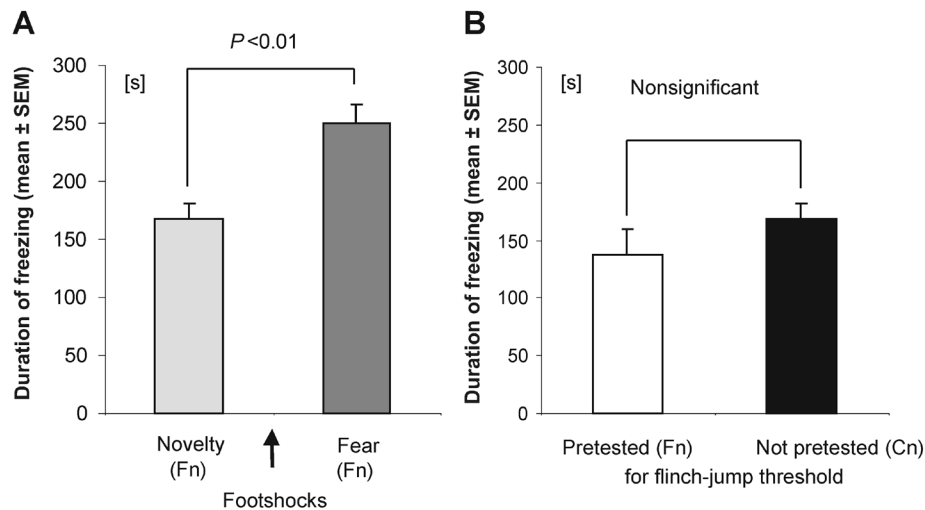 A
P<0.01
Duration of freezing (mean ± SEM)
[s]
300
250
200
150
100
50
0
Novelty
(Fn)
Fear
(Fn)
Footshocks
B
Duration of freezing (mean ± SEM)
[s]
Nonsignificant
300
250
200
150
100
50
0
Pretested (Fn)
Not pretested (Cn)
for flinch-jump threshold